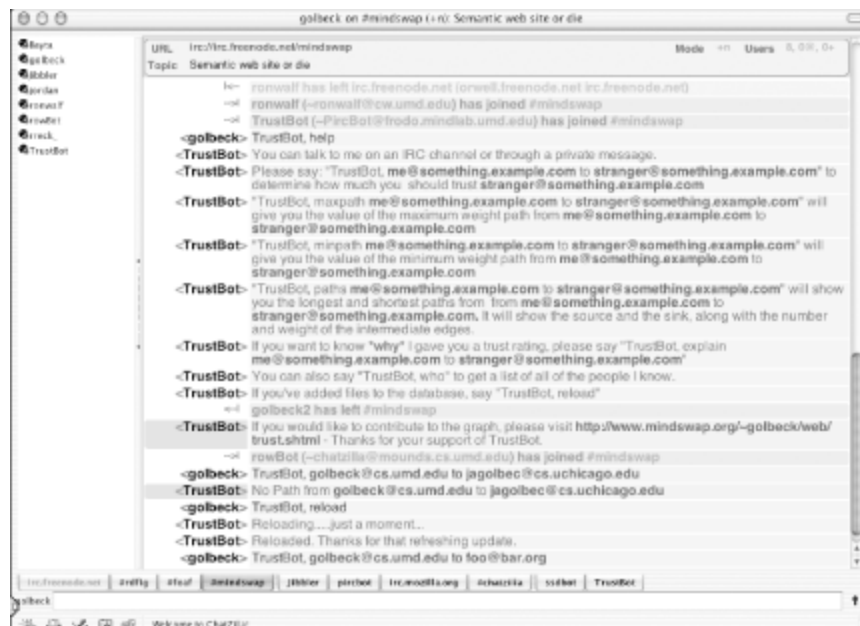 golbeck on #mindswap (+n): Semantic web site or die
golbeck
jibbler
jordan
ronwalf
rowBot
TrustBot
URL irc://irc.freenode.net/mindswap Mode +n Users
Topic Semantic web site or die
ronwalf has left irc.freenode.net (orwell.freenode.net irc.freenode.net)
ronwalf (~ronwalf@cw.umd.edu) has joined #mindswap
TrustBot (~PircBot@frodo.mindlab.umd.edu) has joined #mindswap
<golbeck> TrustBot, help
<TrustBot> You can talk to me on an IRC channel or through a private message.
<TrustBot> Please say: "TrustBot, me@something.example.com to stranger@something.example.com" to
determine how much you should trust stranger@something.example.com
<TrustBot> "TrustBot, maxpath me@something.example.com to stranger@something.example.com" will
give you the value of the maximum weight path from me@something.example.com to
stranger@something.example.com
<TrustBot> "TrustBot, minpath me@something.example.com to stranger@something.example.com" will
give you the value of the minimum weight path from me@something.example.com to
stranger@something.example.com
<TrustBot> "TrustBot, paths me@something.example.com to stranger@something.example.com" will show
you the longest and shortest paths from from me@something.example.com to
stranger@something.example.com. It will show the source and the sink, along with the number
and weight of the intermediate edges.
<TrustBot> If you want to know "why" I gave you a trust rating, please say "TrustBot, explain
me@something.example.com to stranger@something.example.com"
<TrustBot> You can also say "TrustBot, who" to get a list of all of the people I know.
<TrustBot> If you've added files to the database, say "TrustBot, reload"
golbeck2 has left #mindswap
<TrustBot> If you would like to contribute to the graph, please visit http://www.mindswap.org/~golbeck/web/
trust.shtml - Thanks for your support of TrustBot.
rowBot (~chatzilla@mounds.cs.umd.edu) has joined #mindswap
<golbeck> TrustBot, golbeck@cs.umd.edu to jagolbec@cs.uchicago.edu
<TrustBot> No Path from golbeck@cs.umd.edu to jagolbec@cs.uchicago.edu
<golbeck> TrustBot, reload
<TrustBot> Reloading.....just a moment...
<TrustBot> Reloaded. Thanks for that refreshing update.
<golbeck> TrustBot, golbeck@cs.umd.edu to foo@bar.org
irc.freenode.net #rdfig #foaf #mindswap jibbler pircbot irc.mozilla.org #chatzilla ssdbot TrustBot
golbeck
Welcome to ChatZilla